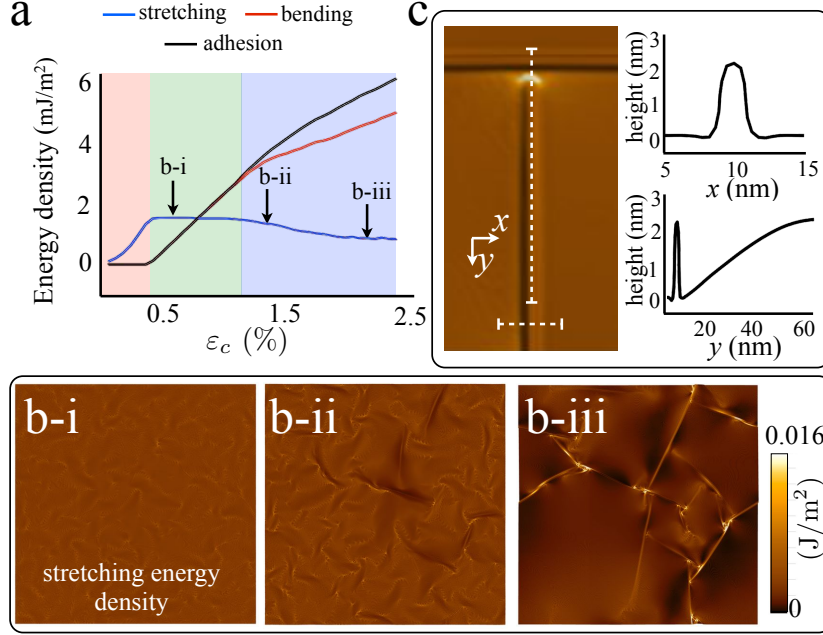 a
stretching
bending
adhesion
Energy density (mJ/m²)
6
4
2
0
b-i
b-ii
b-iii
0.5
1.5
2.5
ε_c (%)
c
x
y
height (nm)
3
2
1
0
5
10
15
x (nm)
height (nm)
3
2
1
0
20
40
60
y (nm)
b-i
stretching energy
density
b-ii
b-iii
0.016
(J/m²)
0